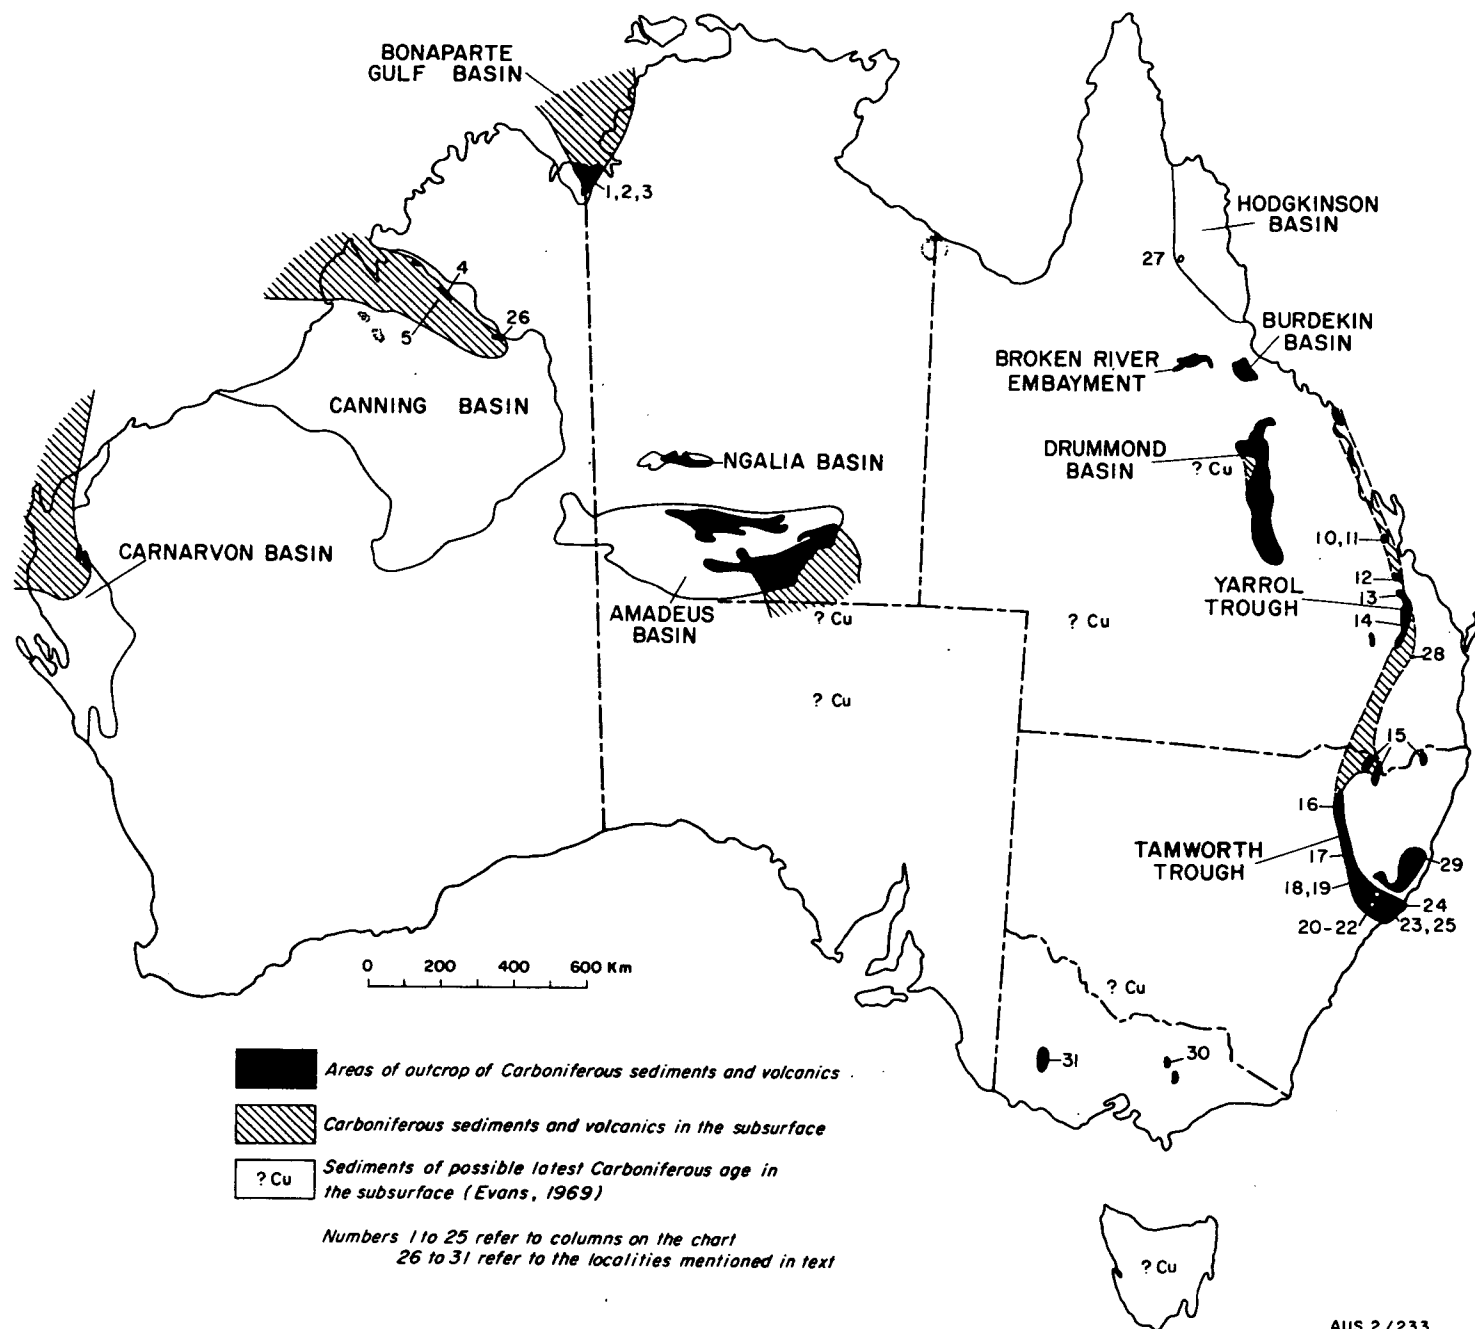 BONAPARTE
GULF BASIN
1,2,3
HODGKINSON
BASIN
27
4
5
26
BURDEKIN
BASIN
BROKEN RIVER
EMBAYMENT
CANNING BASIN
DRUMMOND
BASIN
? Cu
NGALIA BASIN
CARNARVON BASIN
10,11
12
13
14
YARROL
TROUGH
AMADEUS
BASIN
? Cu
? Cu
28
? Cu
15
16
TAMWORTH
TROUGH
17
18,19
29
24
20-22
23,25
0 200 400 600 Km
? Cu
31
30
Areas of outcrop of Carboniferous sediments and volcanics
Carboniferous sediments and volcanics in the subsurface
? Cu
Sediments of possible latest Carboniferous age in
the subsurface (Evans, 1969)
Numbers 1 to 25 refer to columns on the chart
26 to 31 refer to the localities mentioned in text
? Cu
AUS 2/233